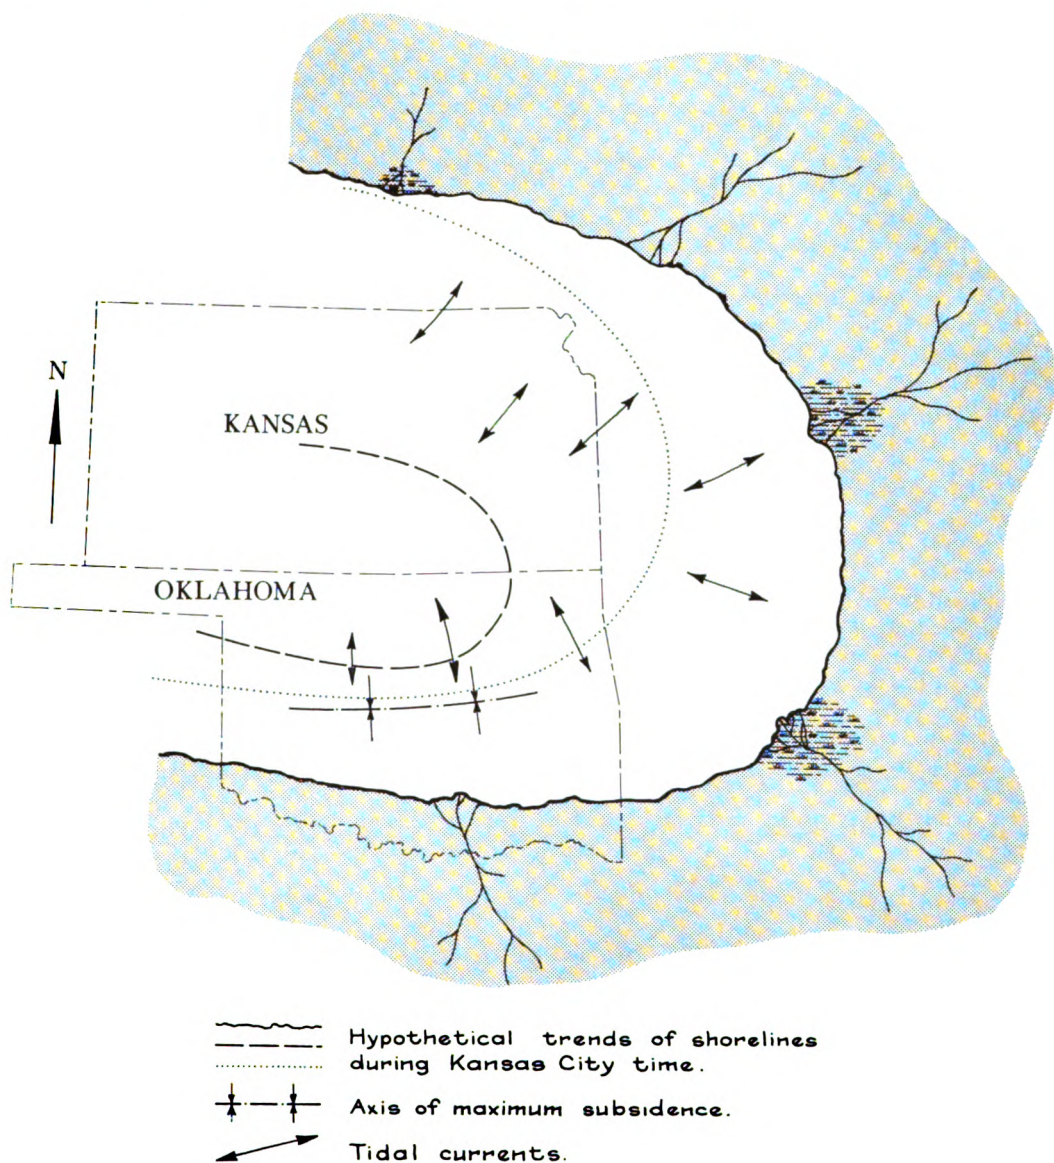 N
KANSAS
OKLAHOMA
Hypothetical trends of shorelines
during Kansas City time.
Axis of maximum subsidence.
Tidal currents.